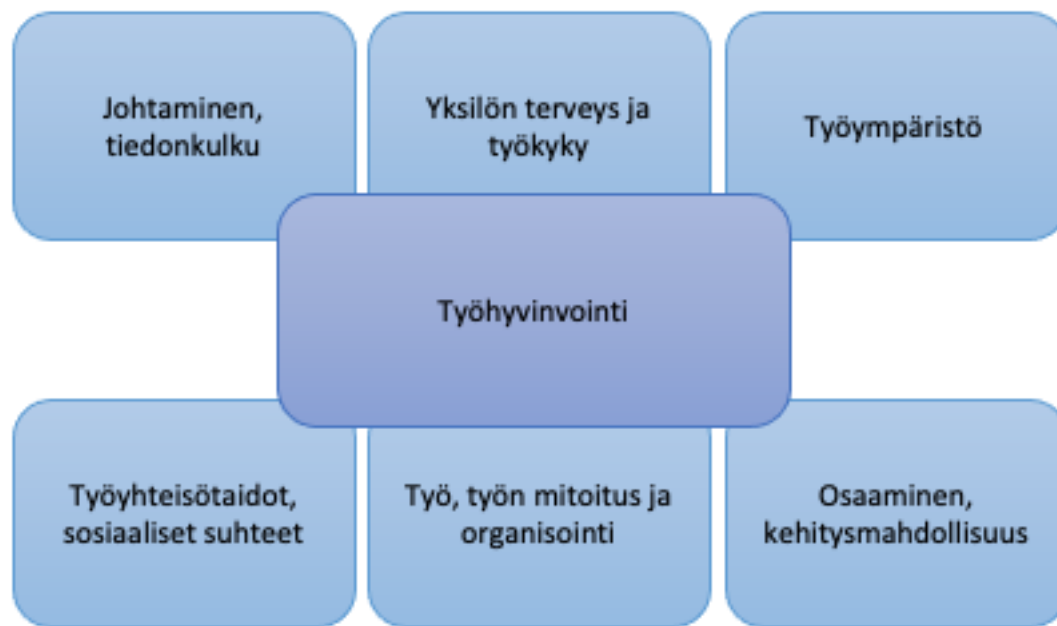 Johtaminen,
tiedonkulku
Yksilön terveys ja
työkyky
Työympäristö
Työhyvinvointi
Työyhteisötaidot,
sosiaaliset suhteet
Työ, työn mitoitus ja
organisointi
Osaaminen,
kehitysmahdollisuus